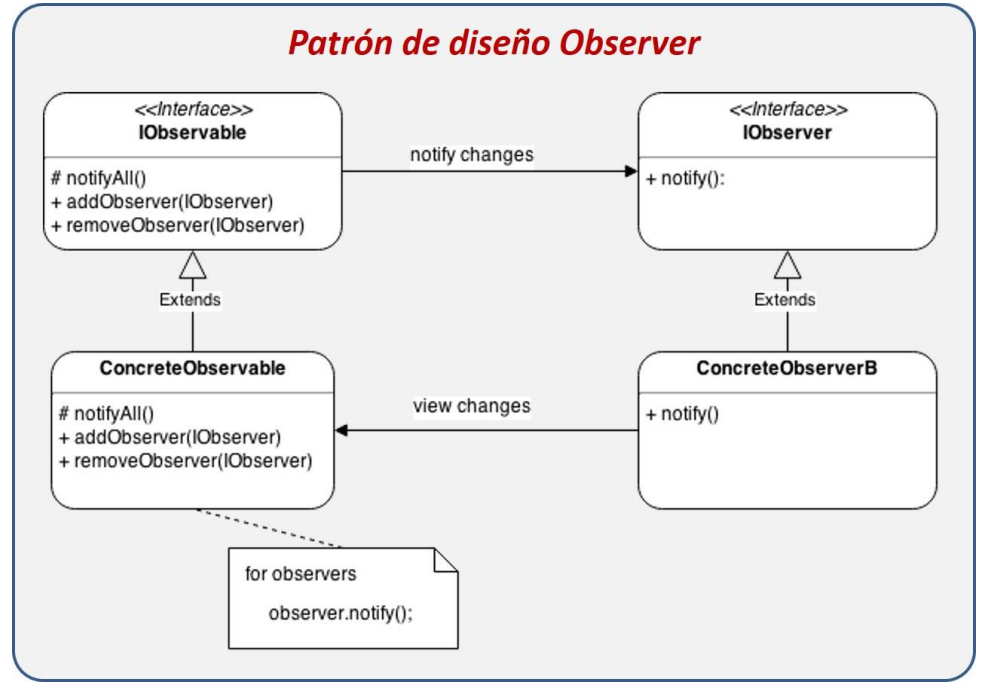 Patrón de diseño Observer
<<Interface>>
IObservable
# notifyAll()
+ addObserver(IObserver)
+ removeObserver(IObserver)
notify changes
<<Interface>>
IObserver
+ notify():
Extends
Extends
ConcreteObservable
# notifyAll()
+ addObserver(IObserver)
+ removeObserver(IObserver)
view changes
ConcreteObserverB
+ notify()
for observers
observer.notify();